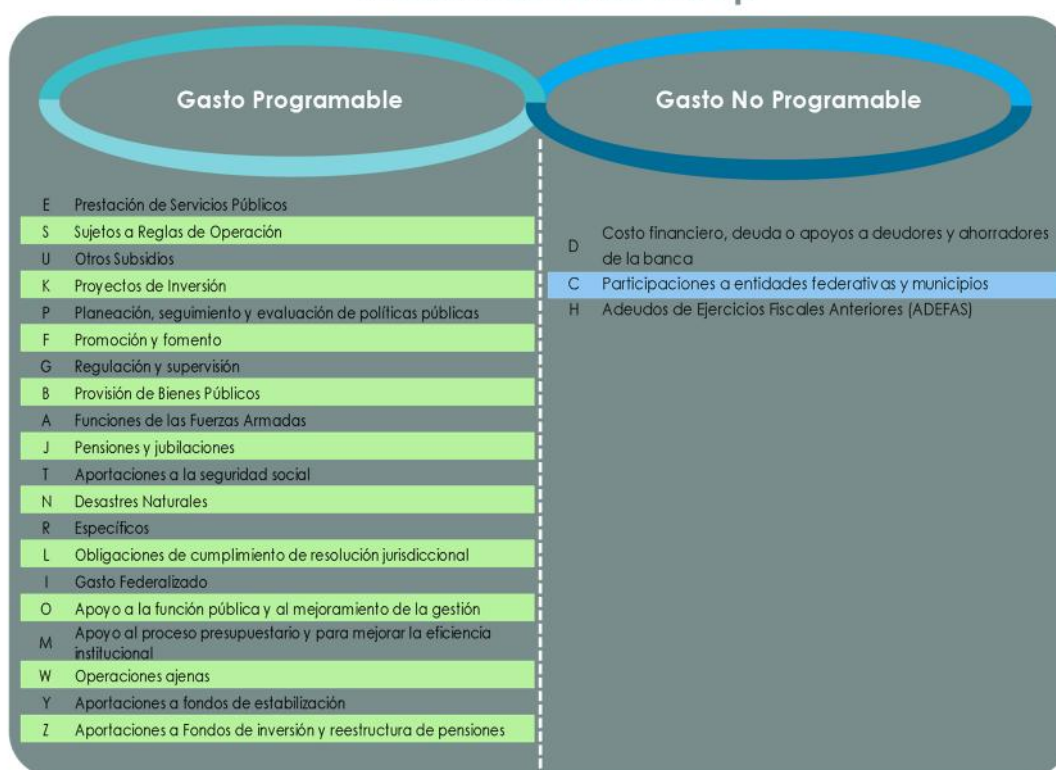 Gasto Programable
E Prestación de Servicios Públicos
S Sujetos a Reglas de Operación
U Otros Subsidios
K Proyectos de Inversión
P Planeación, seguimiento y evaluación de políticas públicas
F Promoción y fomento
G Regulación y supervisión
B Provisión de Bienes Públicos
A Funciones de las Fuerzas Armadas
J Pensiones y jubilaciones
T Aportaciones a la seguridad social
N Desastres Naturales
R Específicos
L Obligaciones de cumplimiento de resolución jurisdiccional
I Gasto Federalizado
O Apoyo a la función pública y al mejoramiento de la gestión
M Apoyo al proceso presupuestario y para mejorar la eficiencia
institucional
W Operaciones ajenas
Y Aportaciones a fondos de estabilización
Z Aportaciones a Fondos de inversión y reestructura de pensiones
Gasto No Programable
D Costo financiero, deuda o apoyos a deudores y ahorradores
de la banca
C Participaciones a entidades federativas y municipios
H Adeudos de Ejercicios Fiscales Anteriores (ADEFAS)